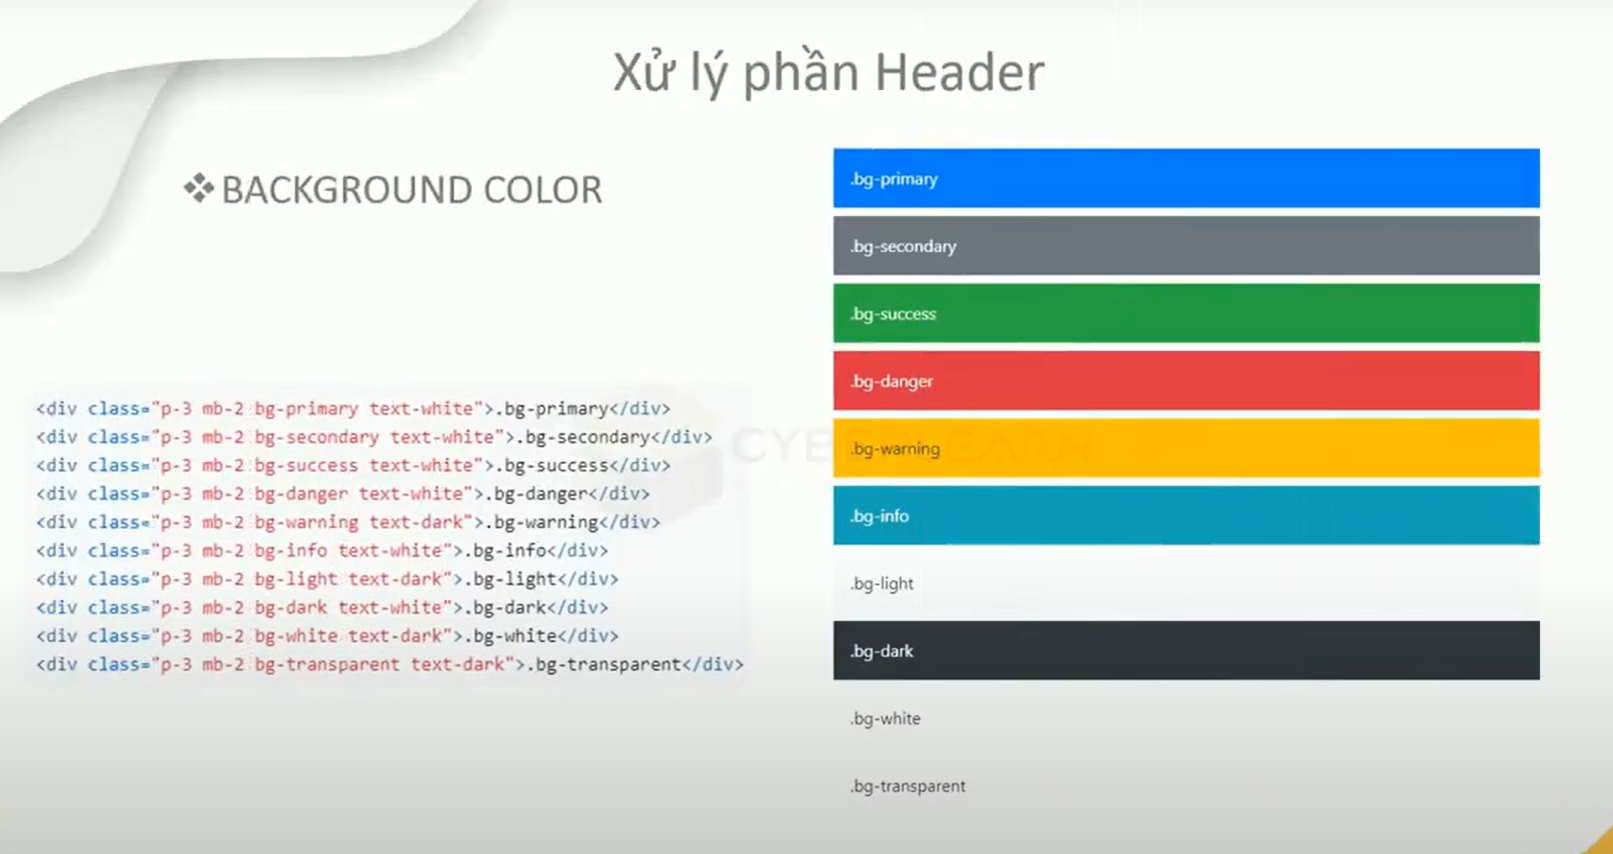 Xử lý phần Header
❖BACKGROUND COLOR
<div class="p-3 mb-2 bg-primary text-white">.bg-primary</div>
<div class="p-3 mb-2 bg-secondary text-white">.bg-secondary</div>
<div class="p-3 mb-2 bg-success text-white">.bg-success</div>
<div class="p-3 mb-2 bg-danger text-white">.bg-danger</div>
<div class="p-3 mb-2 bg-warning text-dark">.bg-warning</div>
<div class="p-3 mb-2 bg-info text-white">.bg-info</div>
<div class="p-3 mb-2 bg-light text-dark">.bg-light</div>
<div class="p-3 mb-2 bg-dark text-white">.bg-dark</div>
<div class="p-3 mb-2 bg-white text-dark">.bg-white</div>
<div class="p-3 mb-2 bg-transparent text-dark">.bg-transparent</div>
.bg-primary
.bg-secondary
.bg-success
.bg-danger
.bg-warning
.bg-info
.bg-light
.bg-dark
.bg-white
.bg-transparent
CYBERLEARN